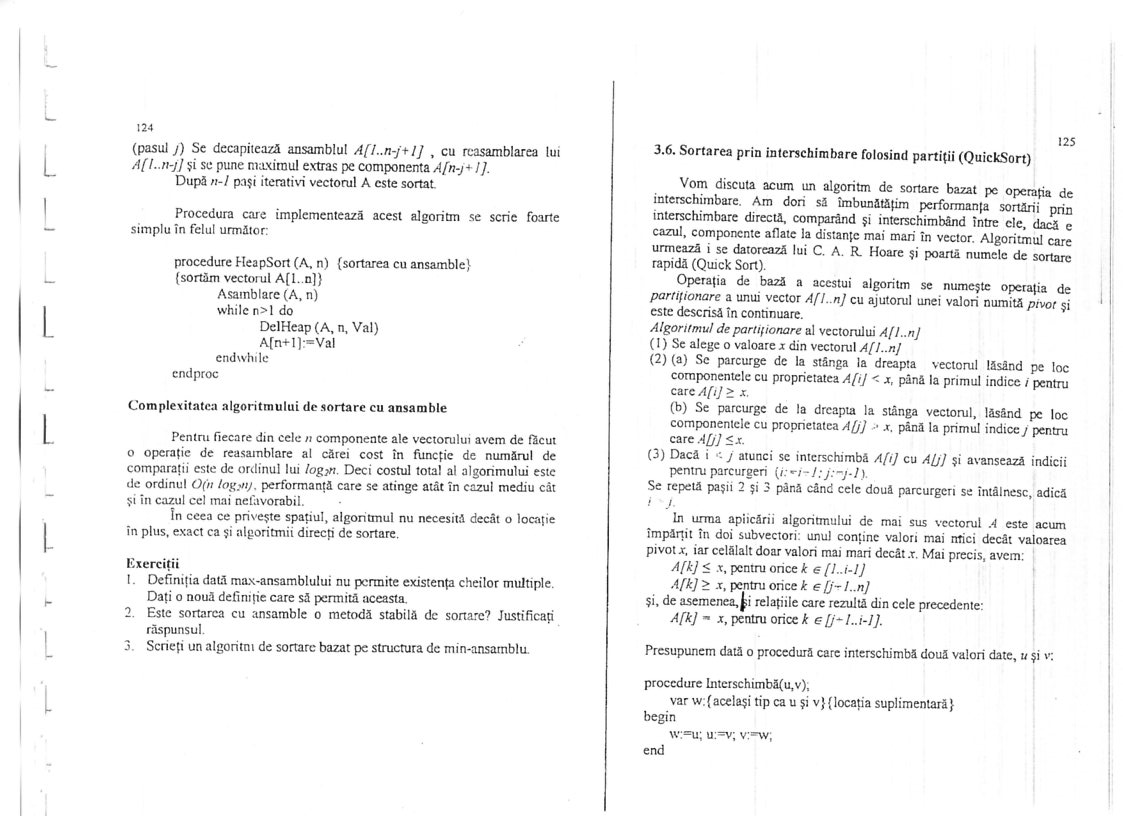 124
(pasul j) Se decapitează ansamblul A[1..n-j+1] , cu reasamblarea lui
A[1..n-j] şi se pune maximul extras pe componenta A[n-j+1].
După n-1 paşi iterativi vectorul A este sortat.
Procedura care implementează acest algoritm se scrie foarte
simplu în felul următor:
procedure HeapSort (A, n) {sortarea cu ansamble}
{sortăm vectorul A[1..n]}
Asamblare (A, n)
while n>1 do
DelHeap (A, n, Val)
A[n+1]:=Val
endwhile
endproc
Complexitatea algoritmului de sortare cu ansamble
Pentru fiecare din cele n componente ale vectorului avem de făcut
o operaţie de reasamblare al cărei cost în funcţie de numărul de
comparaţii este de ordinul lui log₂n. Deci costul total al algorimului este
de ordinul O(n log₂n), performanţă care se atinge atât în cazul mediu cât
şi în cazul cel mai nefavorabil.
În ceea ce priveşte spaţiul, algoritmul nu necesită decât o locaţie
în plus, exact ca şi algoritmii direcţi de sortare.
Exerciţii
1. Definiţia dată max-ansamblului nu permite existenţa cheilor multiple.
Daţi o nouă definiţie care să permită aceasta.
2. Este sortarea cu ansamble o metodă stabilă de sortare? Justificaţi
răspunsul.
3. Scrieţi un algoritm de sortare bazat pe structura de min-ansamblu.
125
3.6. Sortarea prin interschimbare folosind partiţii (QuickSort)
Vom discuta acum un algoritm de sortare bazat pe operaţia de
interschimbare. Am dori să îmbunătăţim performanţa sortării prin
interschimbare directă, comparând şi interschimbând între ele, dacă e
cazul, componente aflate la distanţe mai mari în vector. Algoritmul care
urmează i se datorează lui C. A. R. Hoare şi poartă numele de sortare
rapidă (Quick Sort).
Operaţia de bază a acestui algoritm se numeşte operaţia de
partiţionare a unui vector A[1..n] cu ajutorul unei valori numită pivot şi
este descrisă în continuare.
Algoritmul de partiţionare al vectorului A[1..n]
(1) Se alege o valoare x din vectorul A[1..n]
(2) (a) Se parcurge de la stânga la dreapta vectorul lăsând pe loc
componentele cu proprietatea A[i] < x, până la primul indice i pentru
care A[i] ≥ x.
(b) Se parcurge de la dreapta la stânga vectorul, lăsând pe loc
componentele cu proprietatea A[j] > x, până la primul indice j pentru
care A[j] ≤ x.
(3) Dacă i < j atunci se interschimbă A[i] cu A[j] şi avansează indicii
pentru parcurgeri (i:=i+1; j:=j-1).
Se repetă paşii 2 şi 3 până când cele două parcurgeri se întâlnesc, adică
i j.
In urma aplicării algoritmului de mai sus vectorul A este acum
împărţit în doi subvectori: unul conţine valori mai mici decât valoarea
pivot x, iar celălalt doar valori mai mari decât x. Mai precis, avem:
A[k] ≤ x, pentru orice k ∈ [1..i-1]
A[k] ≥ x, pentru orice k ∈ [j+1..n]
şi, de asemenea, şi relaţiile care rezultă din cele precedente:
A[k] = x, pentru orice k ∈ [j+1..i-1].
Presupunem dată o procedură care interschimbă două valori date, u şi v:
procedure Interschimbă(u,v);
var w:{acelaşi tip ca u şi v}{locaţia suplimentară}
begin
w:=u; u:=v; v:=w;
end